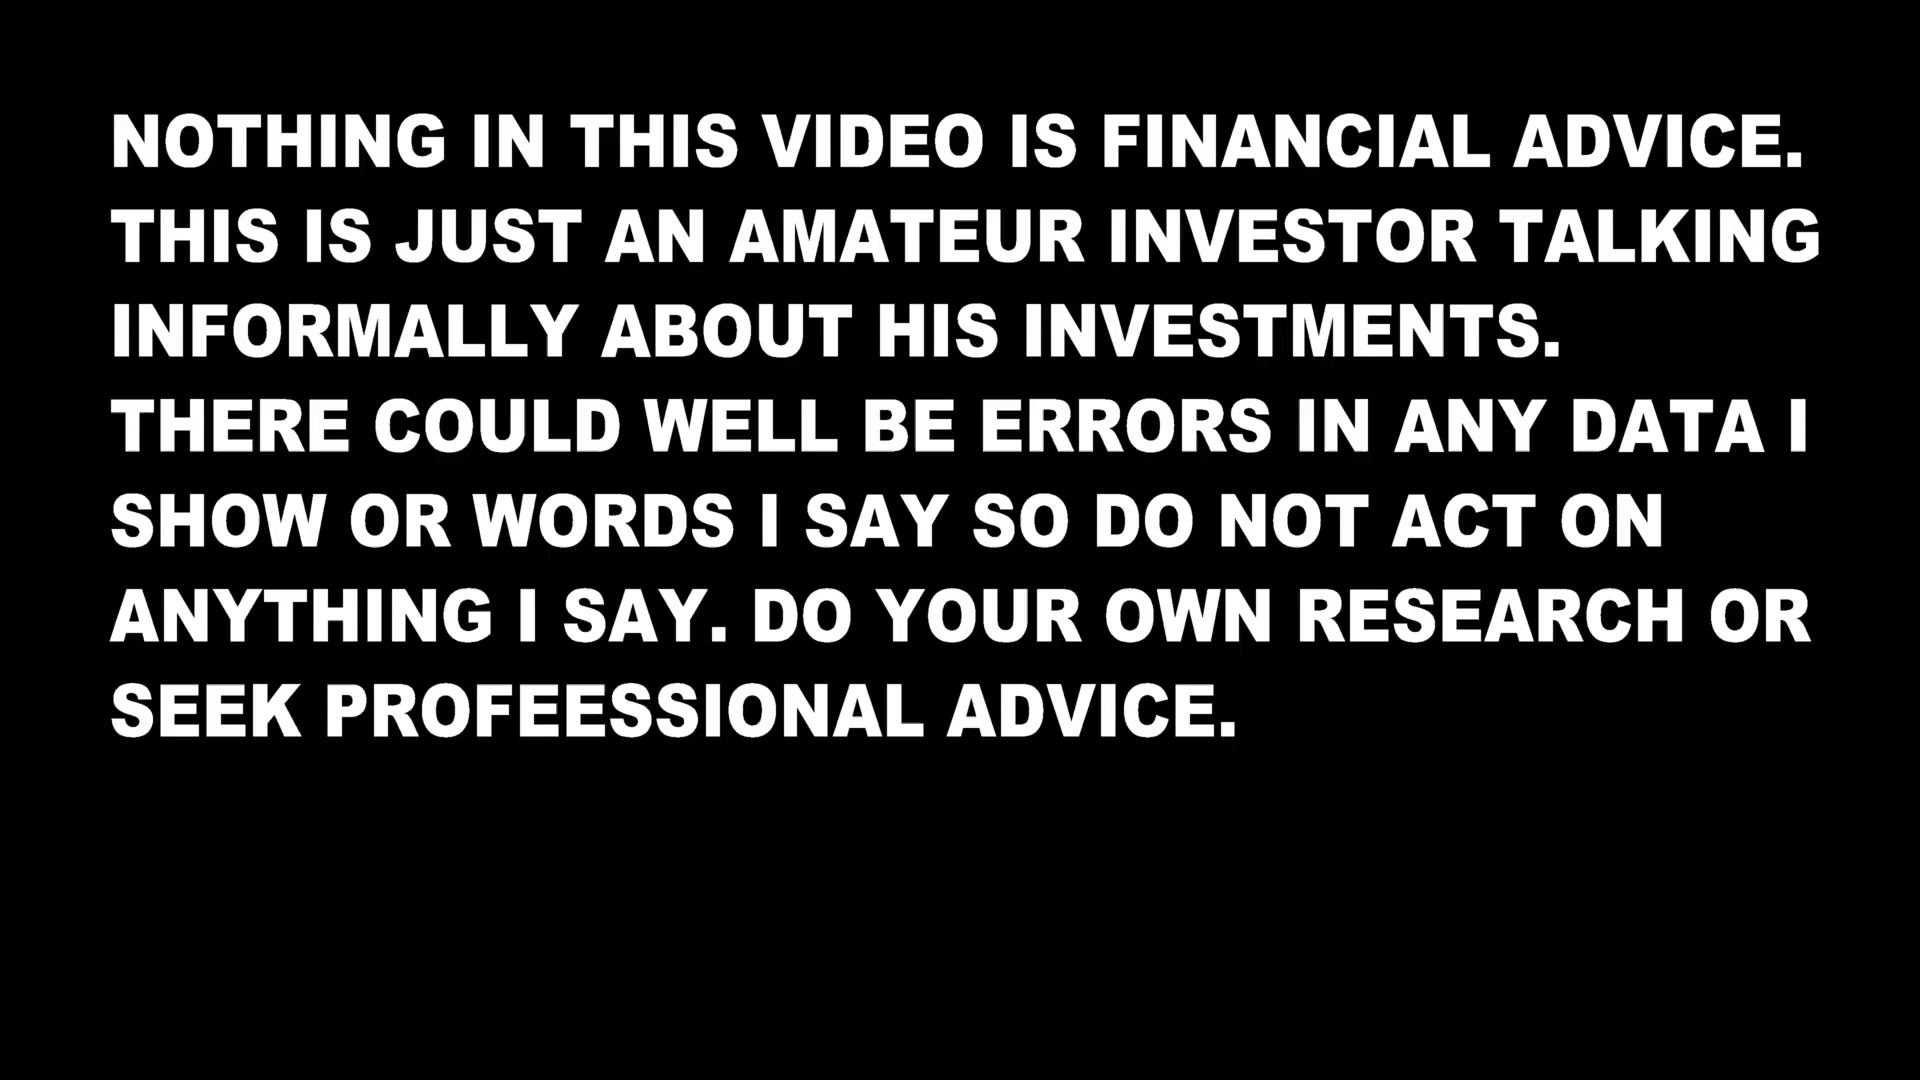 NOTHING IN THIS VIDEO IS FINANCIAL ADVICE.
THIS IS JUST AN AMATEUR INVESTOR TALKING
INFORMALLY ABOUT HIS INVESTMENTS.
THERE COULD WELL BE ERRORS IN ANY DATA I
SHOW OR WORDS I SAY SO DO NOT ACT ON
ANYTHING I SAY. DO YOUR OWN RESEARCH OR
SEEK PROFEESSIONAL ADVICE.